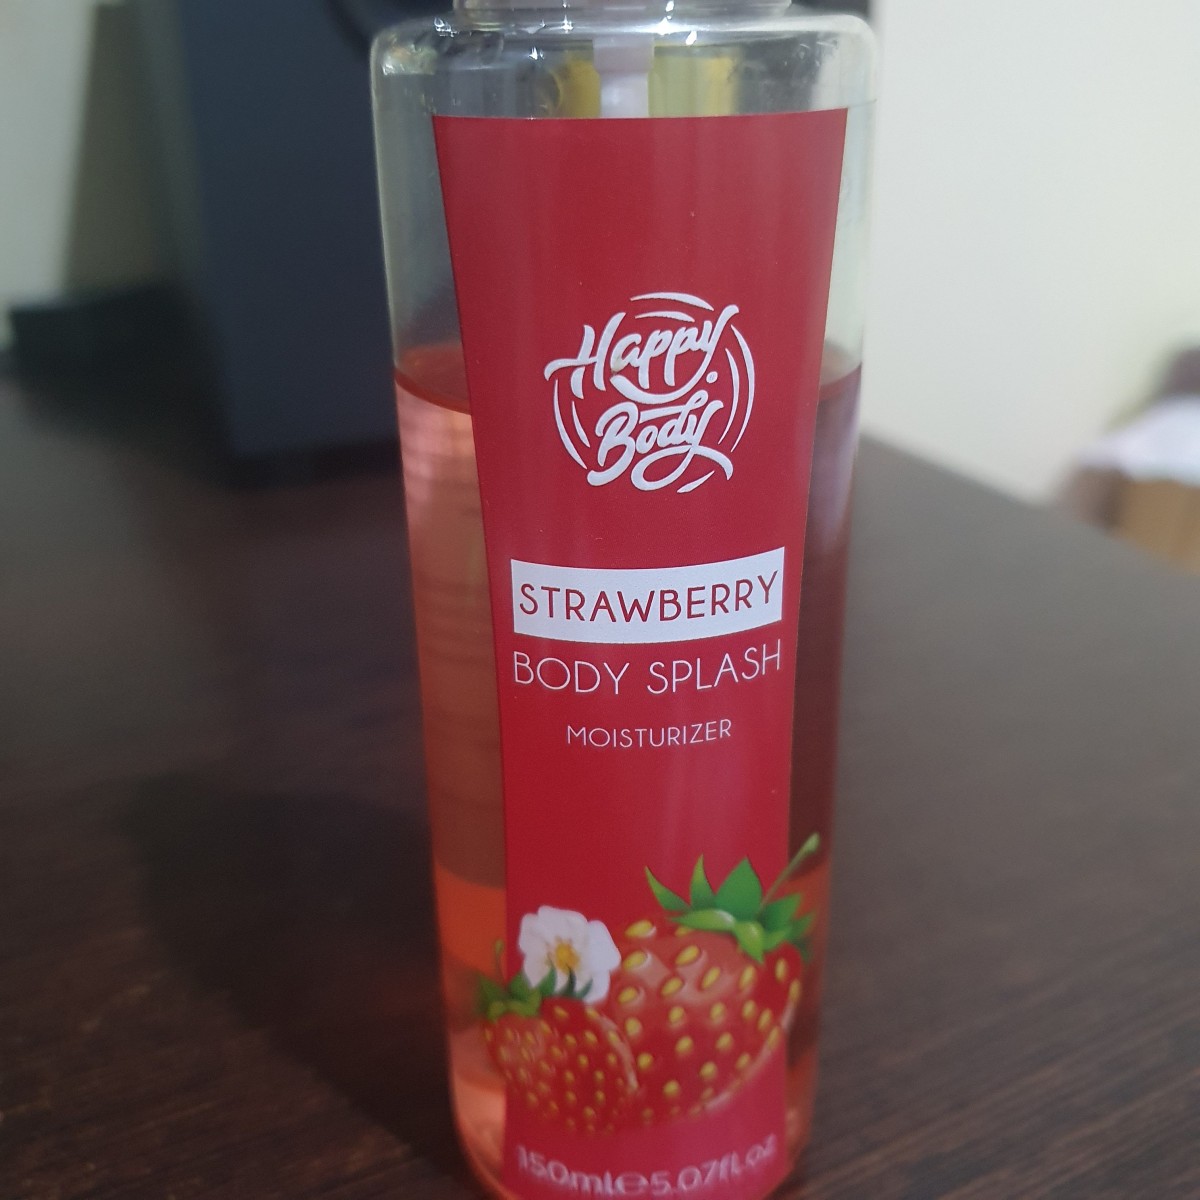 Happy
Body
STRAWBERRY
BODY SPLASH
MOISTURIZER
150ml℮5.07fl.oz